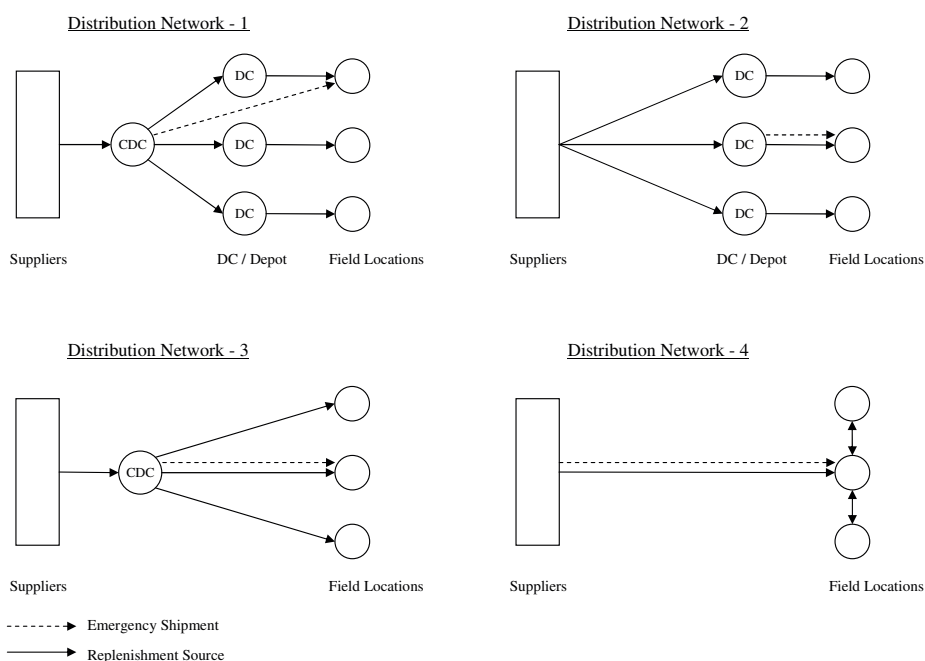 Distribution Network - 1
DC
CDC
DC
DC
Suppliers
DC / Depot
Field Locations
Distribution Network - 2
DC
DC
DC
Suppliers
DC / Depot
Field Locations
Distribution Network - 3
CDC
Suppliers
Field Locations
Distribution Network - 4
Suppliers
Field Locations
Emergency Shipment
Replenishment Source